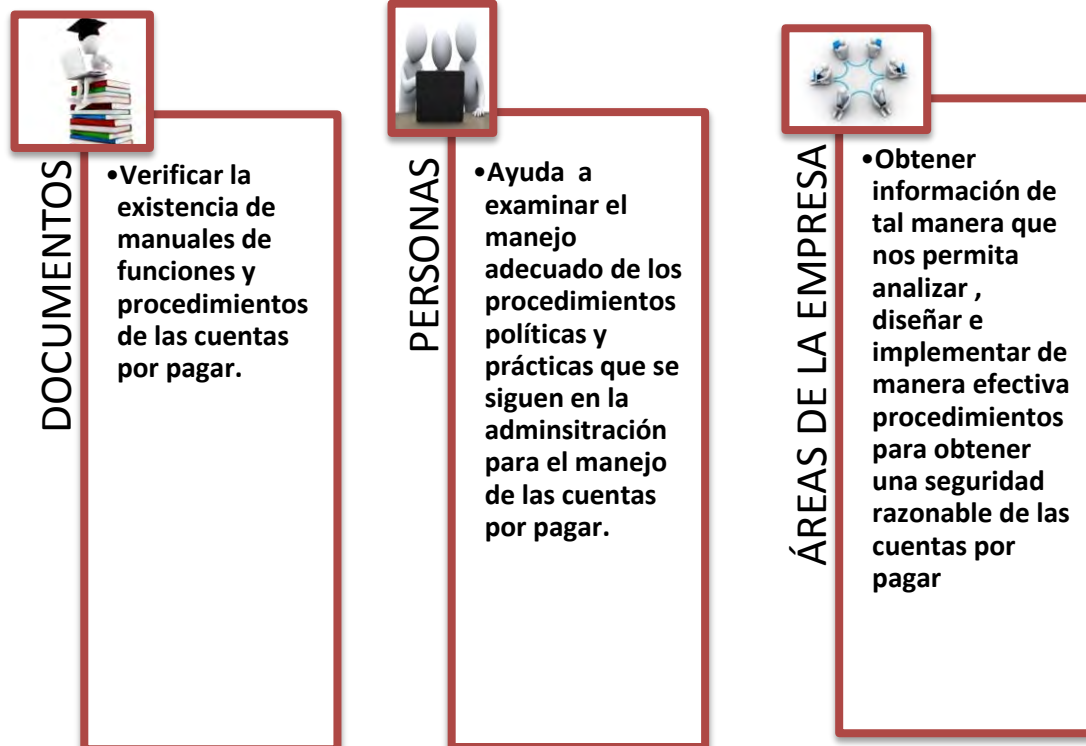 DOCUMENTOS
•Verificar la
existencia de
manuales de
funciones y
procedimientos
de las cuentas
por pagar.
PERSONAS
•Ayuda a
examinar el
manejo
adecuado de los
procedimientos
políticas y
prácticas que se
siguen en la
adminsitración
para el manejo
de las cuentas
por pagar.
ÁREAS DE LA EMPRESA
•Obtener
información de
tal manera que
nos permita
analizar ,
diseñar e
implementar de
manera efectiva
procedimientos
para obtener
una seguridad
razonable de las
cuentas por
pagar